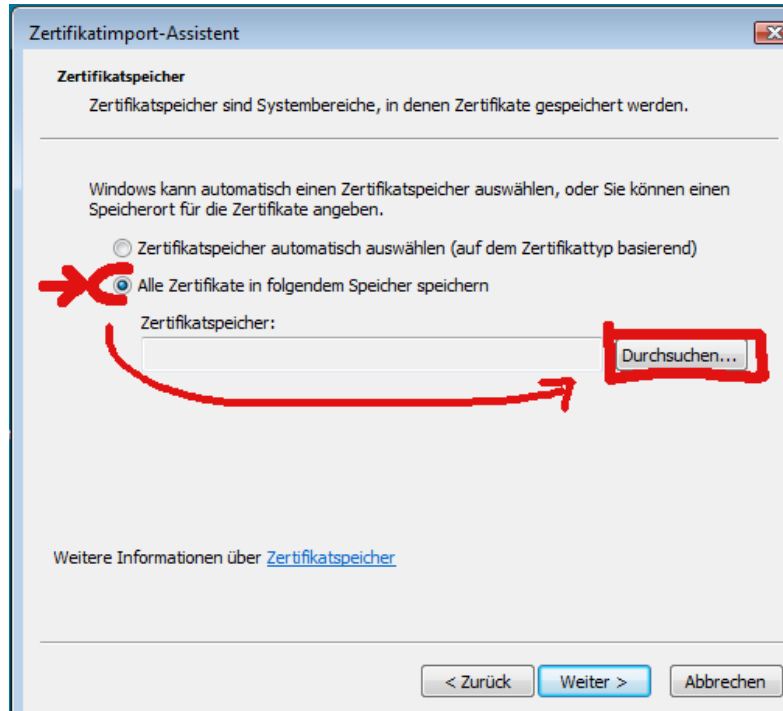 Zertifikatimport-Assistent
Zertifikatspeicher
Zertifikatspeicher sind Systembereiche, in denen Zertifikate gespeichert werden.
Windows kann automatisch einen Zertifikatspeicher auswählen, oder Sie können einen
Speicherort für die Zertifikate angeben.
Zertifikatspeicher automatisch auswählen (auf dem Zertifikattyp basierend)
Alle Zertifikate in folgendem Speicher speichern
Zertifikatspeicher:
Durchsuchen...
Weitere Informationen über Zertifikatspeicher
< Zurück Weiter > Abbrechen